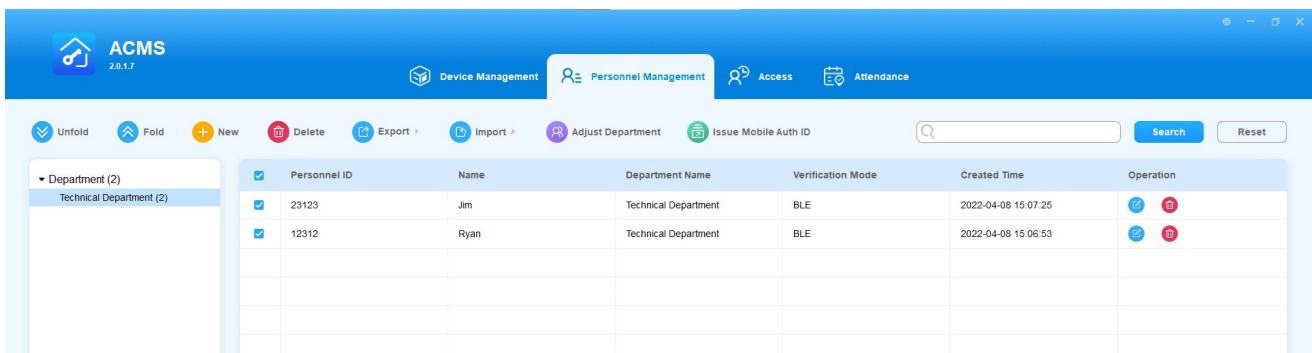 ACMS
2.0.1.7
Device Management Personnel Management Access Attendance
Unfold Fold New Delete Export Import Adjust Department Issue Mobile Auth ID Search Reset
Department (2)
Technical Department (2)
Personnel ID Name Department Name Verification Mode Created Time Operation
23123 Jim Technical Department BLE 2022-04-08 15:07:25
12312 Ryan Technical Department BLE 2022-04-08 15:06:53